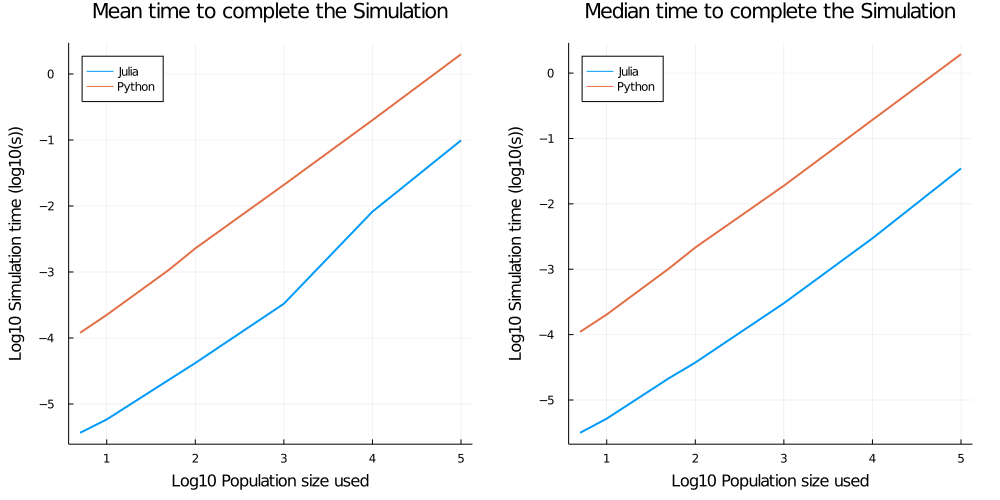 Mean time to complete the Simulation
Julia
Python
0
−1
−2
−3
−4
−5
Log10 Simulation time (log10(s))
1 2 3 4 5
Log10 Population size used
Median time to complete the Simulation
Julia
Python
0
−1
−2
−3
−4
−5
Log10 Simulation time (log10(s))
1 2 3 4 5
Log10 Population size used